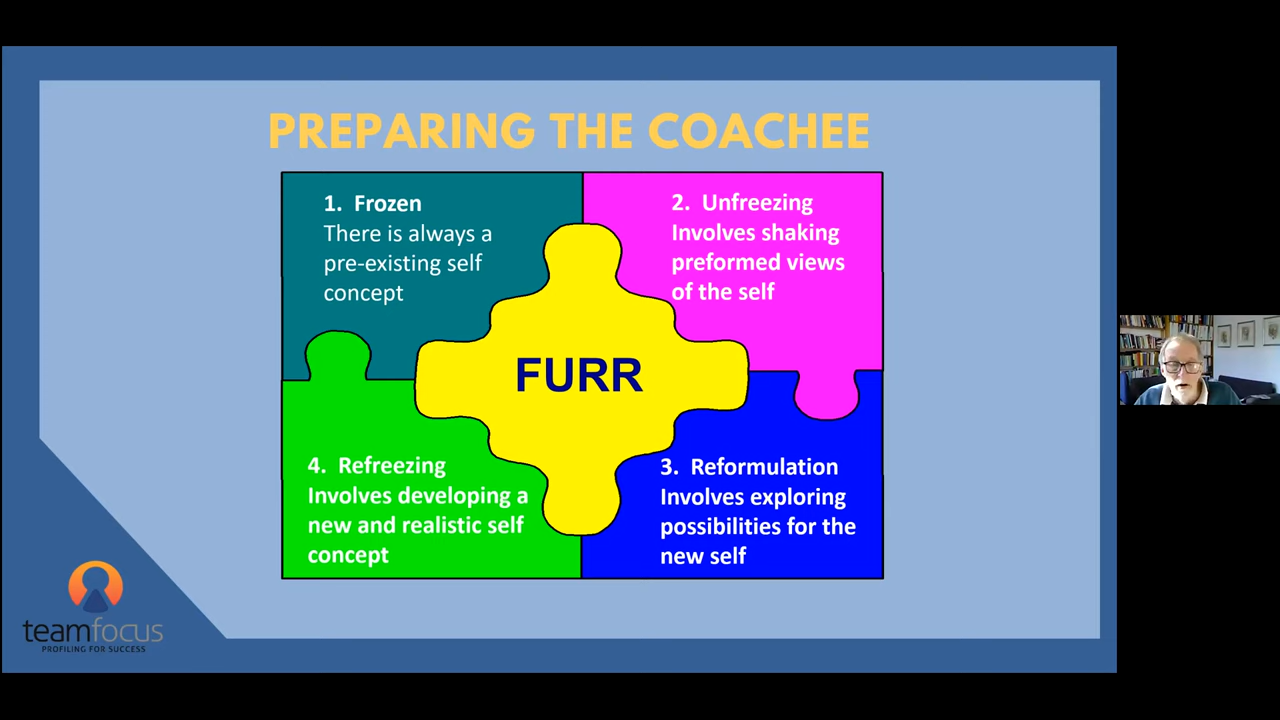 PREPARING THE COACHEE
1.  Frozen
There is always a
pre-existing self
concept
2.  Unfreezing
Involves shaking
preformed views
of the self
FURR
4.  Refreezing
Involves developing a
new and realistic self
concept
3.  Reformulation
Involves exploring
possibilities for the
new self
teamfocus
PROFILING FOR SUCCESS